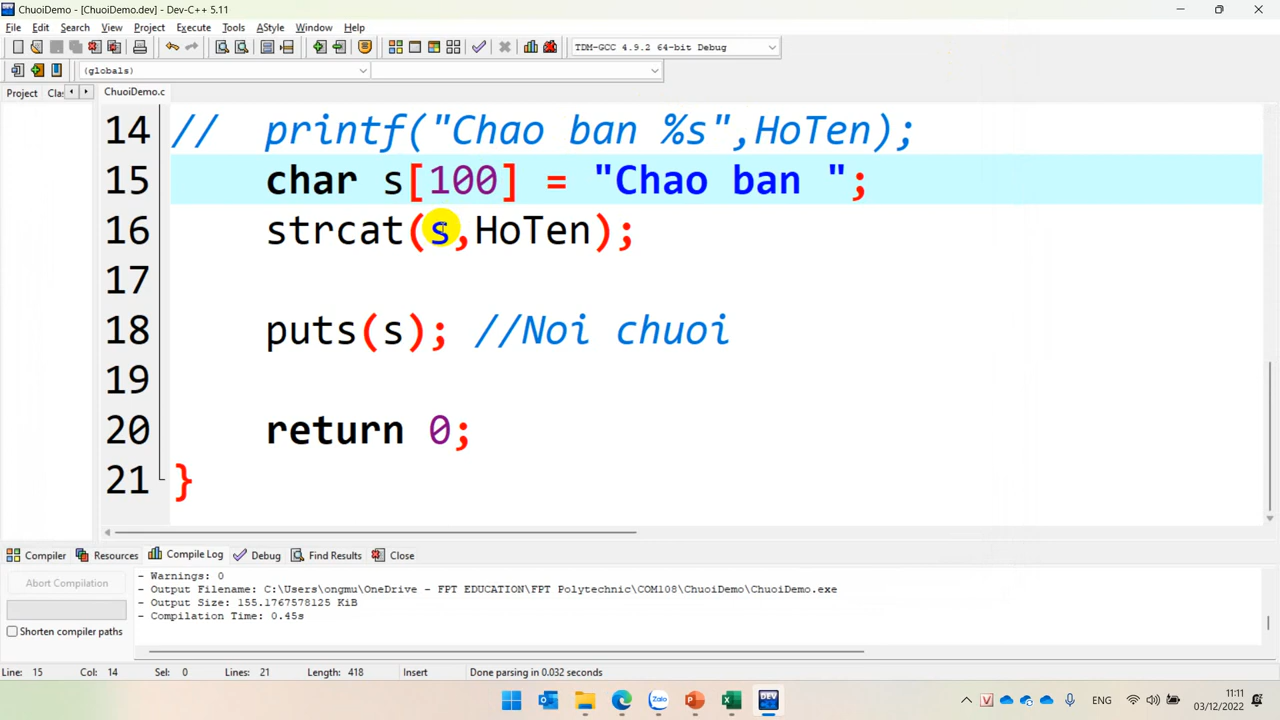 ChuoiDemo - [ChuoiDemo.dev] - Dev-C++ 5.11
File Edit Search View Project Execute Tools AStyle Window Help
TDM-GCC 4.9.2 64-bit Debug
(globals)
Project Clas ChuoiDemo.c
14 // printf("Chao ban %s",HoTen);
15 char s[100] = "Chao ban ";
16 strcat(s,HoTen);
17
18 puts(s); //Noi chuoi
19
20 return 0;
21 }
Compiler Resources Compile Log Debug Find Results Close
Abort Compilation
Shorten compiler paths
- Warnings: 0
- Output Filename: C:\Users\ongmu\OneDrive - FPT EDUCATION\FPT Polytechnic\COM108\ChuoiDemo\ChuoiDemo.exe
- Output Size: 155.1767578125 KiB
- Compilation Time: 0.45s
Line: 15 Col: 14 Sel: 0 Lines: 21 Length: 418 Insert Done parsing in 0.032 seconds
Zalo DEV ENG 11:11
03/12/2022